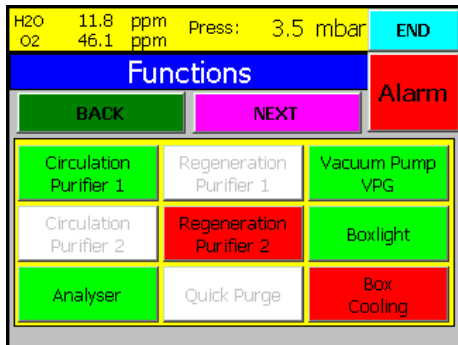 H2O 11.8 ppm Press: 3.5 mbar END
O2 46.1 ppm
Functions
Alarm
BACK NEXT
Circulation Regeneration Vacuum Pump
Purifier 1 Purifier 1 VPG
Circulation Regeneration Boxlight
Purifier 2 Purifier 2
Analyser Quick Purge Box
Cooling